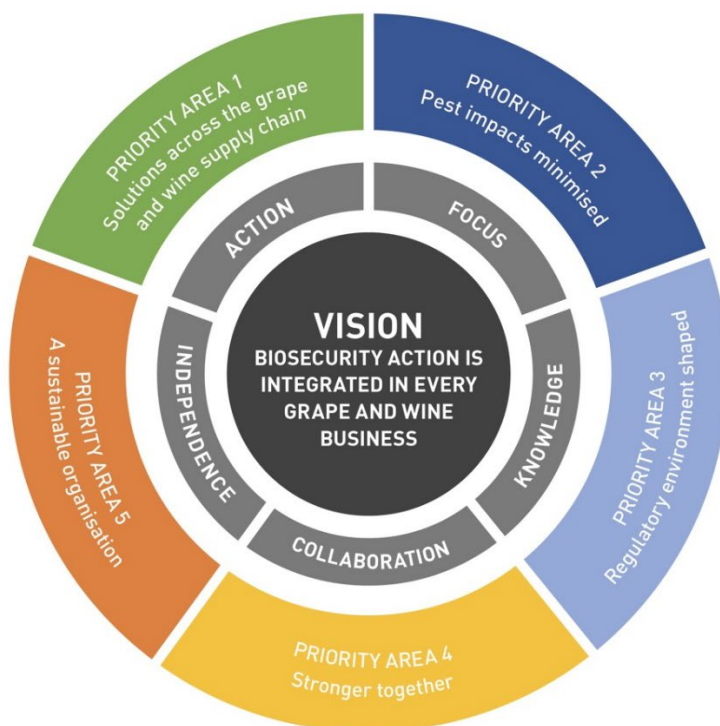 PRIORITY AREA 1
Solutions across the grape
and wine supply chain
PRIORITY AREA 2
Pest impacts minimised
PRIORITY AREA 3
Regulatory environment shaped
PRIORITY AREA 4
Stronger together
PRIORITY AREA 5
A sustainable organisation
ACTION
FOCUS
KNOWLEDGE
COLLABORATION
INDEPENDENCE
VISION
BIOSECURITY ACTION IS
INTEGRATED IN EVERY
GRAPE AND WINE
BUSINESS